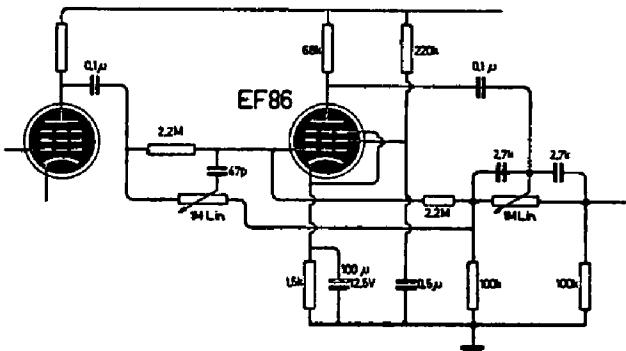 68k
220k
0,1µ
0,1µ
EF86
2,2M
47p
1M Lin
2,7k
2,7k
2,2M
1M Lin
1,5k
100µ
12,5V
0,5µ
100k
100k